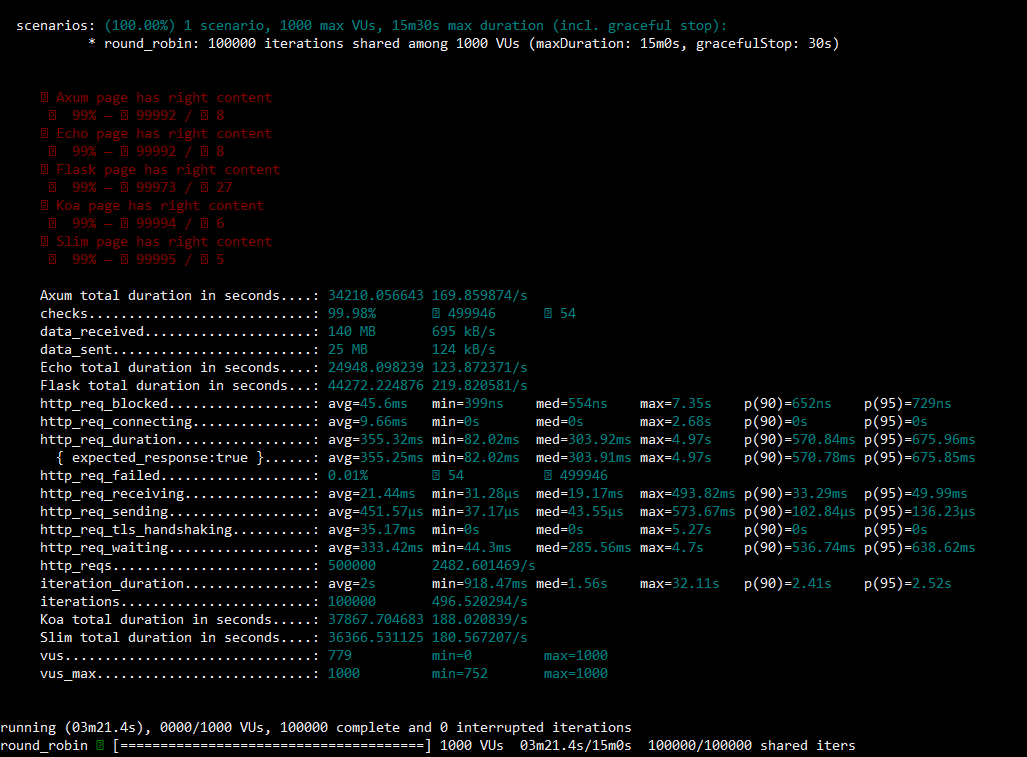 scenarios: (100.00%) 1 scenario, 1000 max VUs, 15m30s max duration (incl. graceful stop):
* round_robin: 100000 iterations shared among 1000 VUs (maxDuration: 15m0s, gracefulStop: 30s)
Axum page has right content
99% — 99992 / 8
Echo page has right content
99% — 99992 / 8
Flask page has right content
99% — 99973 / 27
Koa page has right content
99% — 99994 / 6
Slim page has right content
99% — 99995 / 5
Axum total duration in seconds....: 34210.056643 169.859874/s
checks............................: 99.98% 499946 54
data_received.....................: 140 MB 695 kB/s
data_sent.........................: 25 MB 124 kB/s
Echo total duration in seconds....: 24948.098239 123.872371/s
Flask total duration in seconds...: 44272.224876 219.820581/s
http_req_blocked..................: avg=45.6ms min=399ns med=554ns max=7.35s p(90)=652ns p(95)=729ns
http_req_connecting...............: avg=9.66ms min=0s med=0s max=2.68s p(90)=0s p(95)=0s
http_req_duration.................: avg=355.32ms min=82.02ms med=303.92ms max=4.97s p(90)=570.84ms p(95)=675.96ms
{ expected_response:true }......: avg=355.25ms min=82.02ms med=303.91ms max=4.97s p(90)=570.78ms p(95)=675.85ms
http_req_failed...................: 0.01% 54 499946
http_req_receiving................: avg=21.44ms min=31.28µs med=19.17ms max=493.82ms p(90)=33.29ms p(95)=49.99ms
http_req_sending..................: avg=451.57µs min=37.17µs med=43.55µs max=573.67ms p(90)=102.84µs p(95)=136.23µs
http_req_tls_handshaking..........: avg=35.17ms min=0s med=0s max=5.27s p(90)=0s p(95)=0s
http_req_waiting..................: avg=333.42ms min=44.3ms med=285.56ms max=4.7s p(90)=536.74ms p(95)=638.62ms
http_reqs.........................: 500000 2482.601469/s
iteration_duration................: avg=2s min=918.47ms med=1.56s max=32.11s p(90)=2.41s p(95)=2.52s
iterations........................: 100000 496.520294/s
Koa total duration in seconds.....: 37867.704683 188.020839/s
Slim total duration in seconds....: 36366.531125 180.567207/s
vus...............................: 779 min=0 max=1000
vus_max...........................: 1000 min=752 max=1000
running (03m21.4s), 0000/1000 VUs, 100000 complete and 0 interrupted iterations
round_robin [======================================] 1000 VUs 03m21.4s/15m0s 100000/100000 shared iters